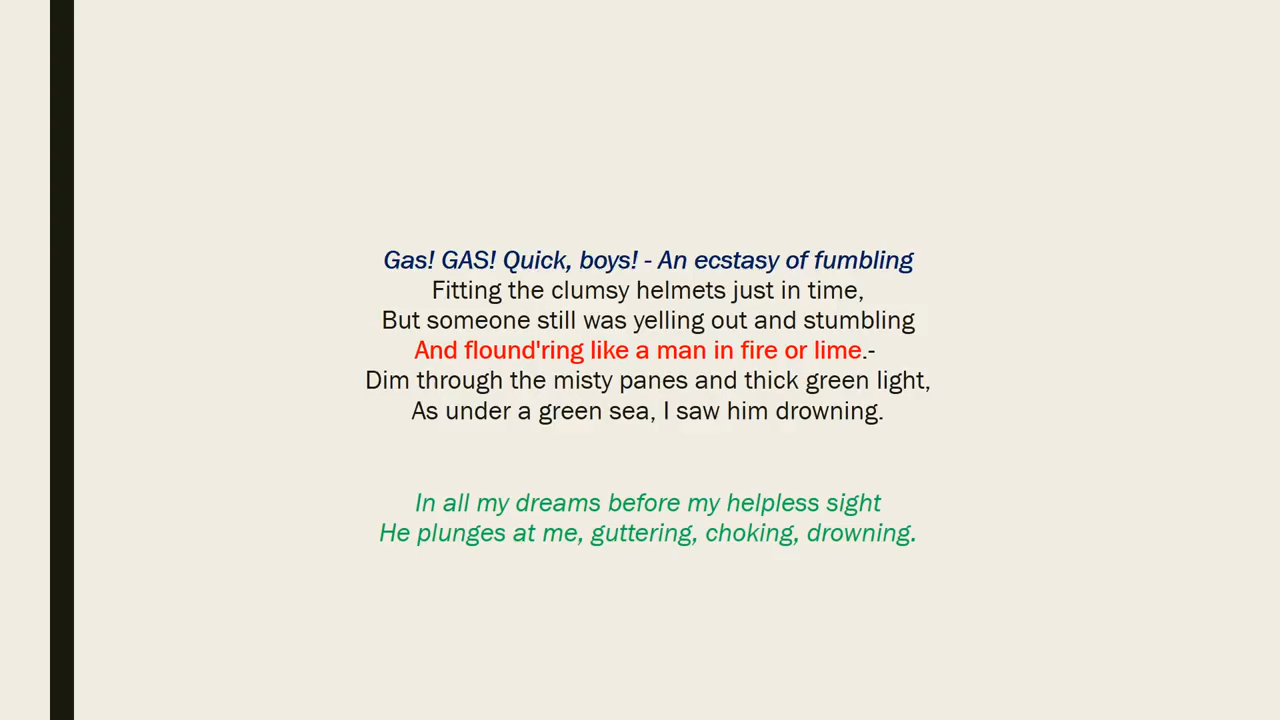 Gas! GAS! Quick, boys! - An ecstasy of fumbling
Fitting the clumsy helmets just in time,
But someone still was yelling out and stumbling
And flound'ring like a man in fire or lime.-
Dim through the misty panes and thick green light,
As under a green sea, I saw him drowning.
In all my dreams before my helpless sight
He plunges at me, guttering, choking, drowning.